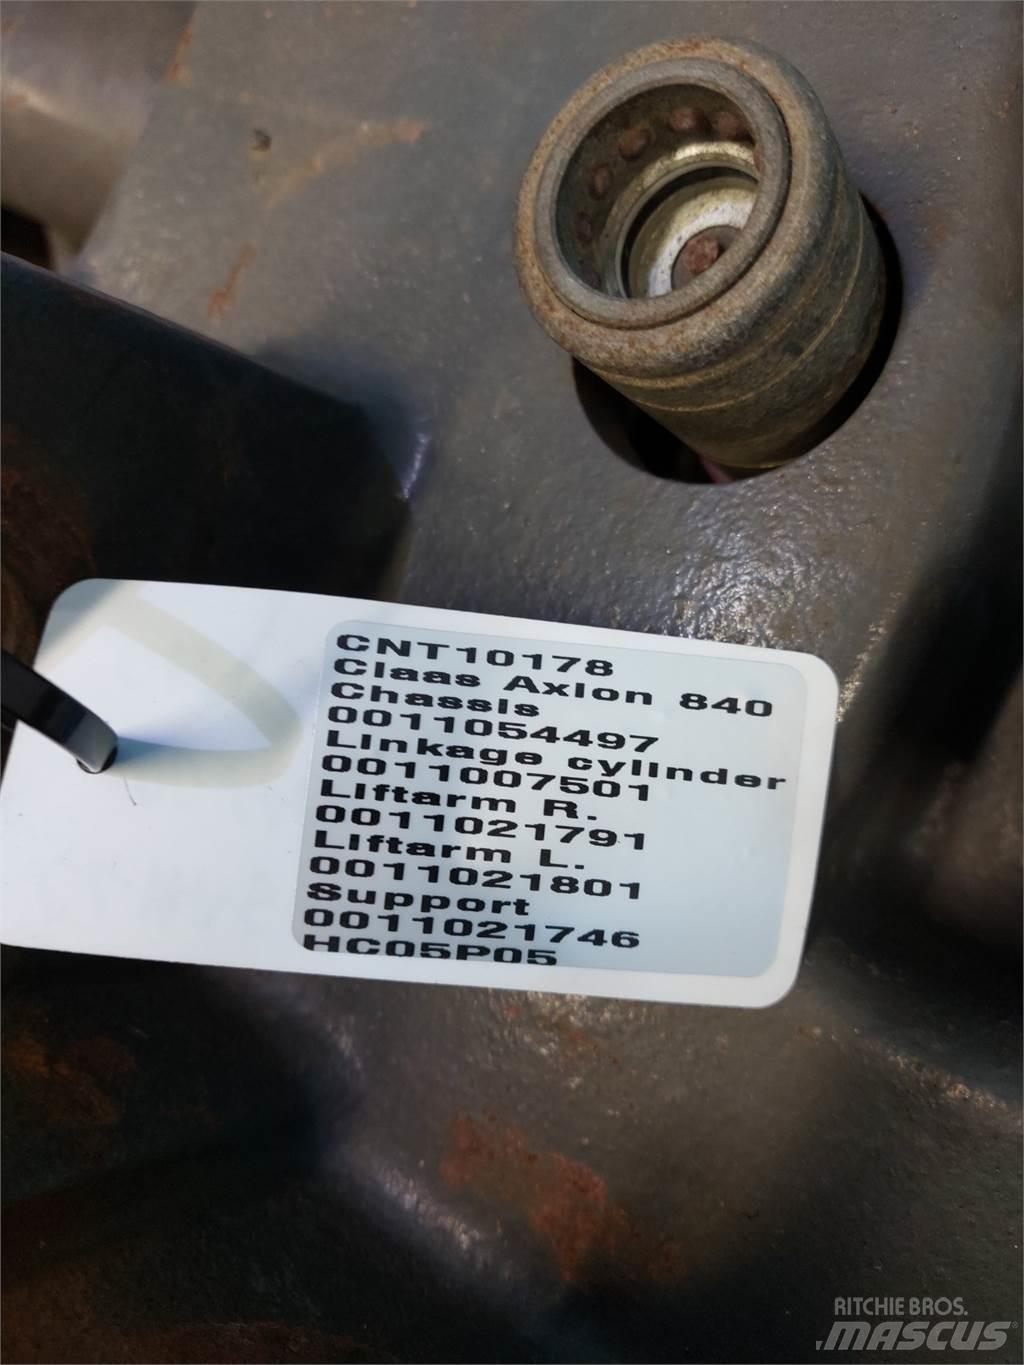 CNT10178
Claas Axion 840
Chassis
0011054497
Linkage cylinder
0011007501
Liftarm R.
0011021791
Liftarm L.
0011021801
Support
0011021746
HC05P05
RITCHIE BROS.
MASCUS